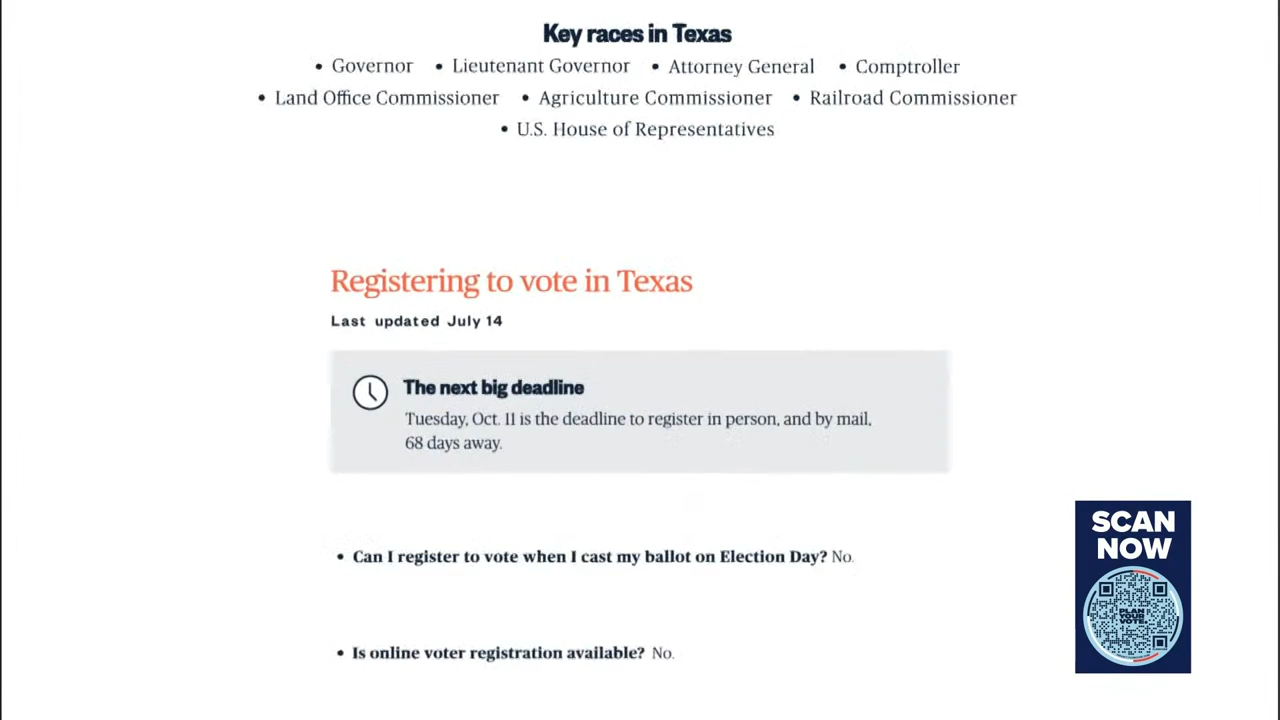 Key races in Texas
• Governor • Lieutenant Governor • Attorney General • Comptroller
• Land Office Commissioner • Agriculture Commissioner • Railroad Commissioner
• U.S. House of Representatives
Registering to vote in Texas
Last updated July 14
The next big deadline
Tuesday, Oct. 11 is the deadline to register in person, and by mail,
68 days away.
• Can I register to vote when I cast my ballot on Election Day? No.
• Is online voter registration available? No.
SCAN
NOW
PLAN
YOUR
VOTE.